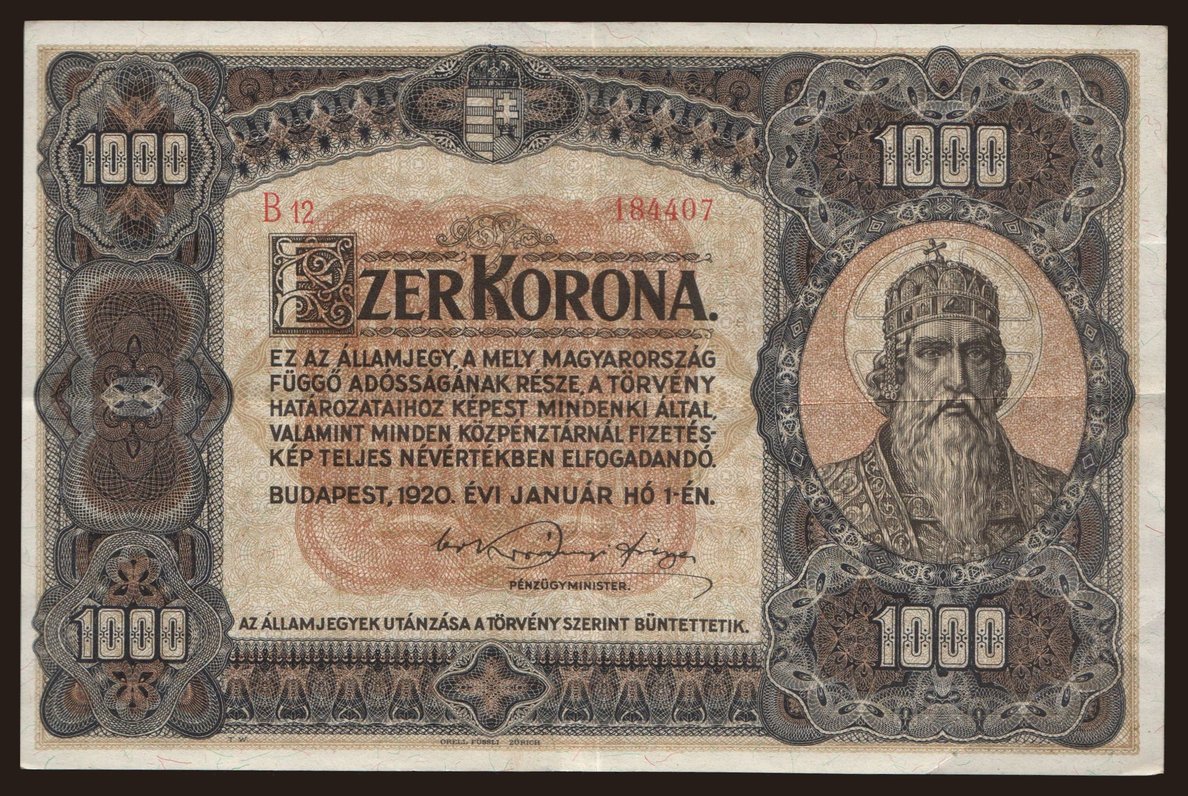 1000
1000
B 12 184407
EZER KORONA.
EZ AZ ÁLLAMJEGY, A MELY MAGYARORSZÁG
FÜGGŐ ADÓSSÁGÁNAK RÉSZE, A TÖRVÉNY
HATÁROZATAIHOZ KÉPEST MINDENKI ÁLTAL,
VALAMINT MINDEN KÖZPÉNZTÁRNÁL FIZETÉS-
KÉP TELJES NÉVÉRTÉKBEN ELFOGADANDÓ.
BUDAPEST, 1920. ÉVI JANUÁR HÓ 1-ÉN.
PÉNZÜGYMINISTER.
AZ ÁLLAMJEGYEK UTÁNZÁSA A TÖRVÉNY SZERINT BÜNTETTETIK.
1000
1000
T. W. ORELL FÜSSLI ZÜRICH